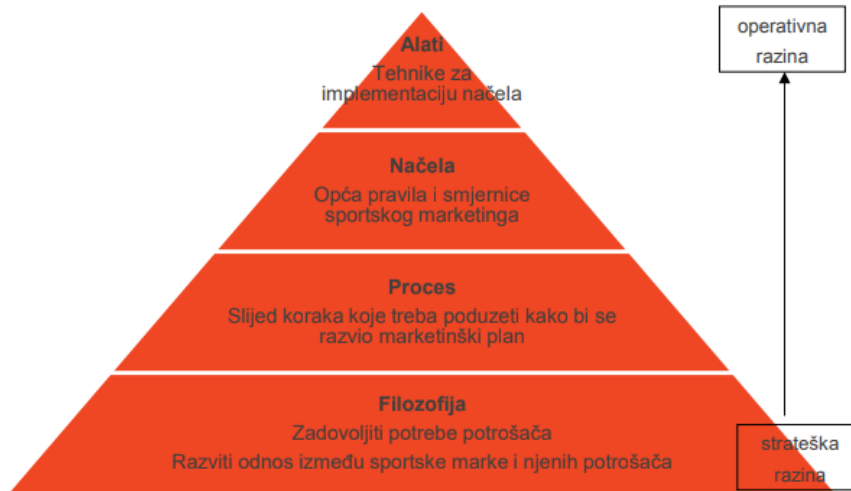 Alati
Tehnike za
implementaciju načela
operativna
razina
Načela
Opća pravila i smjernice
sportskog marketinga
Proces
Slijed koraka koje treba poduzeti kako bi se
razvio marketinški plan
Filozofija
Zadovoljiti potrebe potrošača
Razviti odnos između sportske marke i njenih potrošača
strateška
razina